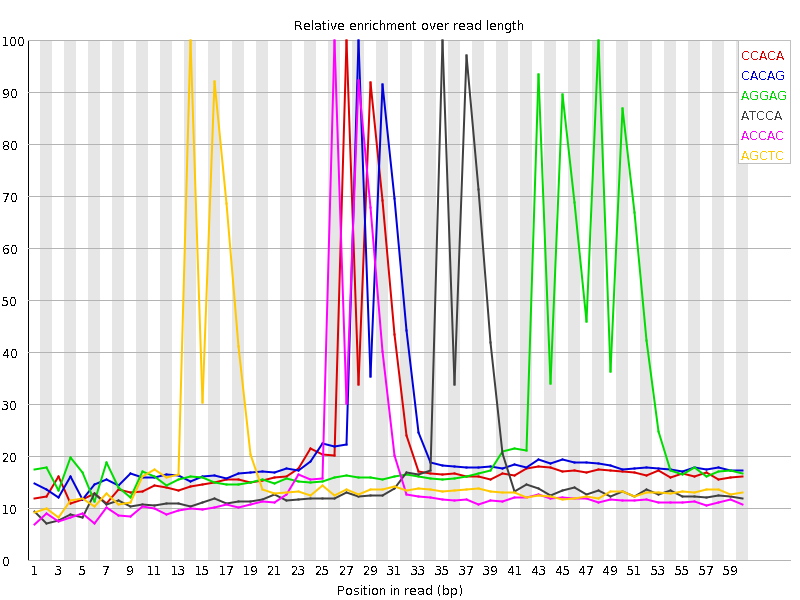 Relative enrichment over read length
100
90
80
70
60
50
40
30
20
10
0
CCACA
CACAG
AGGAG
ATCCA
ACCAC
AGCTC
1 3 5 7 9 11 13 15 17 19 21 23 25 27 29 31 33 35 37 39 41 43 45 47 49 51 53 55 57 59
Position in read (bp)